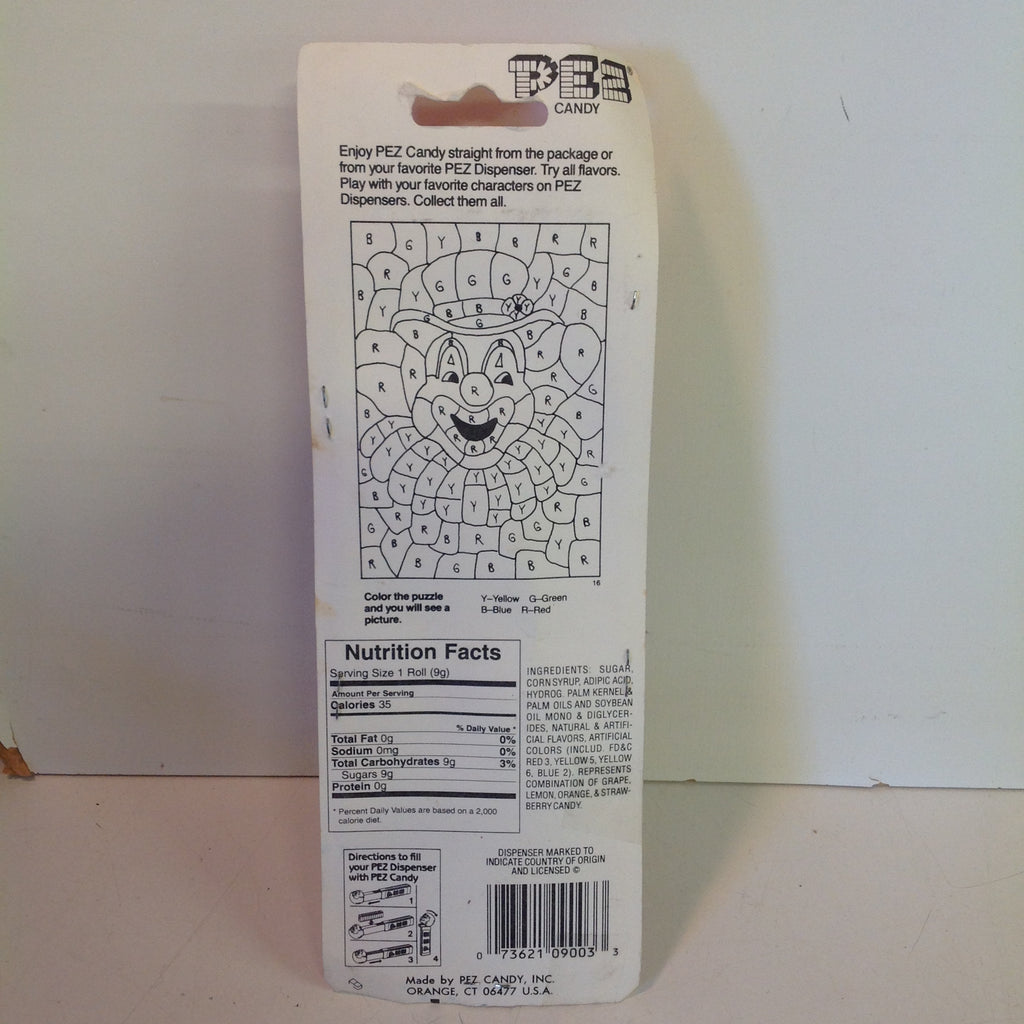 PEZ®
CANDY
Enjoy PEZ Candy straight from the package or
from your favorite PEZ Dispenser. Try all flavors.
Play with your favorite characters on PEZ
Dispensers. Collect them all.
B G Y B B R R
R G G G Y G B
B Y Y Y B
B B Y Y Y
G Y
B B
R R R
R R
R G
R R R R B
B R R R
Y Y Y Y
G R
B Y Y Y G
G R R B
B R G G R
B B R Y
R B G B B R
16
Color the puzzle
and you will see a
picture.
Y–Yellow G–Green
B–Blue R–Red
Nutrition Facts
Serving Size 1 Roll (9g)
Amount Per Serving
Calories 35
% Daily Value *
Total Fat 0g 0%
Sodium 0mg 0%
Total Carbohydrates 9g 3%
Sugars 9g
Protein 0g
* Percent Daily Values are based on a 2,000
calorie diet.
INGREDIENTS: SUGAR,
CORN SYRUP, ADIPIC ACID,
HYDROG. PALM KERNEL &
PALM OILS AND SOYBEAN
OIL MONO & DIGLYCER-
IDES, NATURAL & ARTIFI-
CIAL FLAVORS, ARTIFICIAL
COLORS (INCLUD. FD&C
RED 3, YELLOW 5, YELLOW
6, BLUE 2). REPRESENTS
COMBINATION OF GRAPE,
LEMON, ORANGE, & STRAW-
BERRY CANDY.
Directions to fill
your PEZ Dispenser
with PEZ Candy
1
2
3 4
DISPENSER MARKED TO
INDICATE COUNTRY OF ORIGIN
AND LICENSED ©
0 73621 09003 3
Made by PEZ CANDY, INC.
ORANGE, CT 06477 U.S.A.